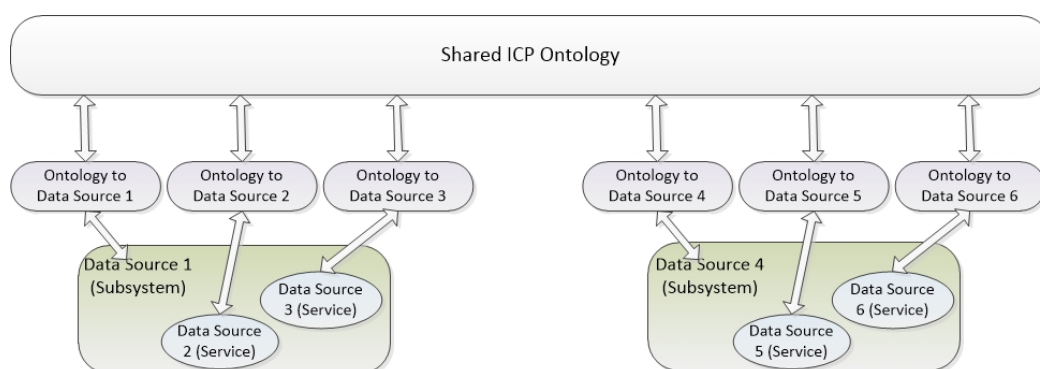 Shared ICP Ontology
Ontology to
Data Source 1
Ontology to
Data Source 2
Ontology to
Data Source 3
Ontology to
Data Source 4
Ontology to
Data Source 5
Ontology to
Data Source 6
Data Source 1
(Subsystem)
Data Source
3 (Service)
Data Source
2 (Service)
Data Source 4
(Subsystem)
Data Source
6 (Service)
Data Source
5 (Service)